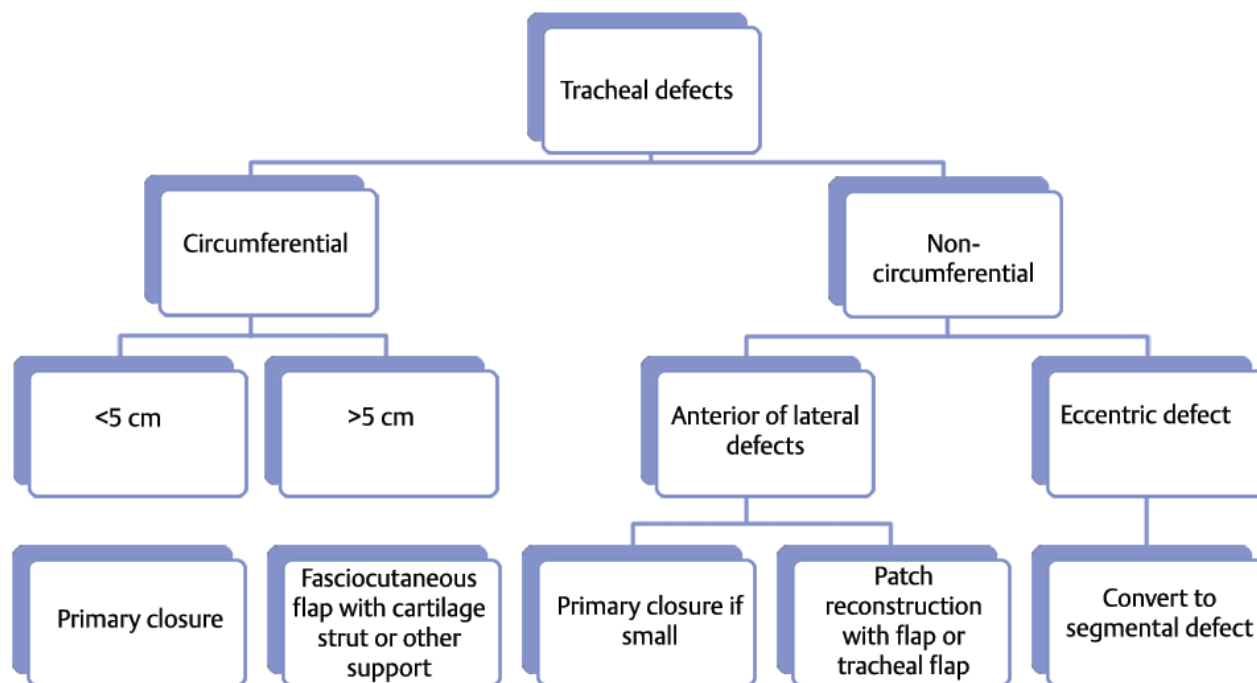 Tracheal defects
Circumferential
Non-
circumferential
<5 cm
>5 cm
Anterior of lateral
defects
Eccentric defect
Primary closure
Fasciocutaneous
flap with cartilage
strut or other
support
Primary closure if
small
Patch
reconstruction
with flap or
tracheal flap
Convert to
segmental defect